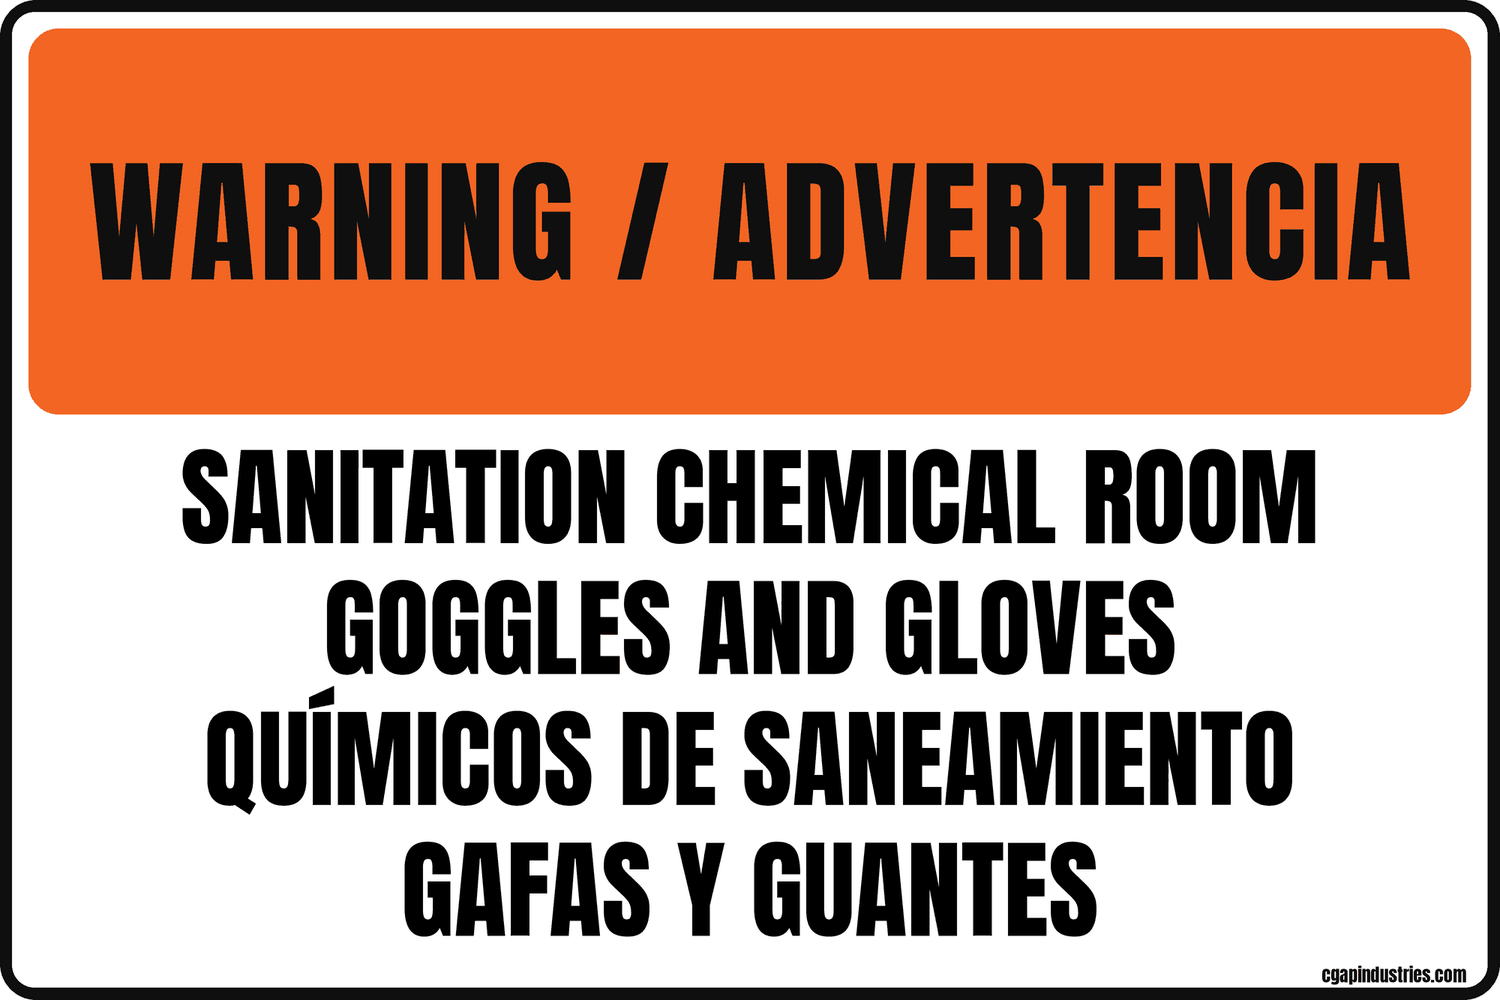 WARNING / ADVERTENCIA
SANITATION CHEMICAL ROOM
GOGGLES AND GLOVES
QUÍMICOS DE SANEAMIENTO
GAFAS Y GUANTES
cgapindustries.com